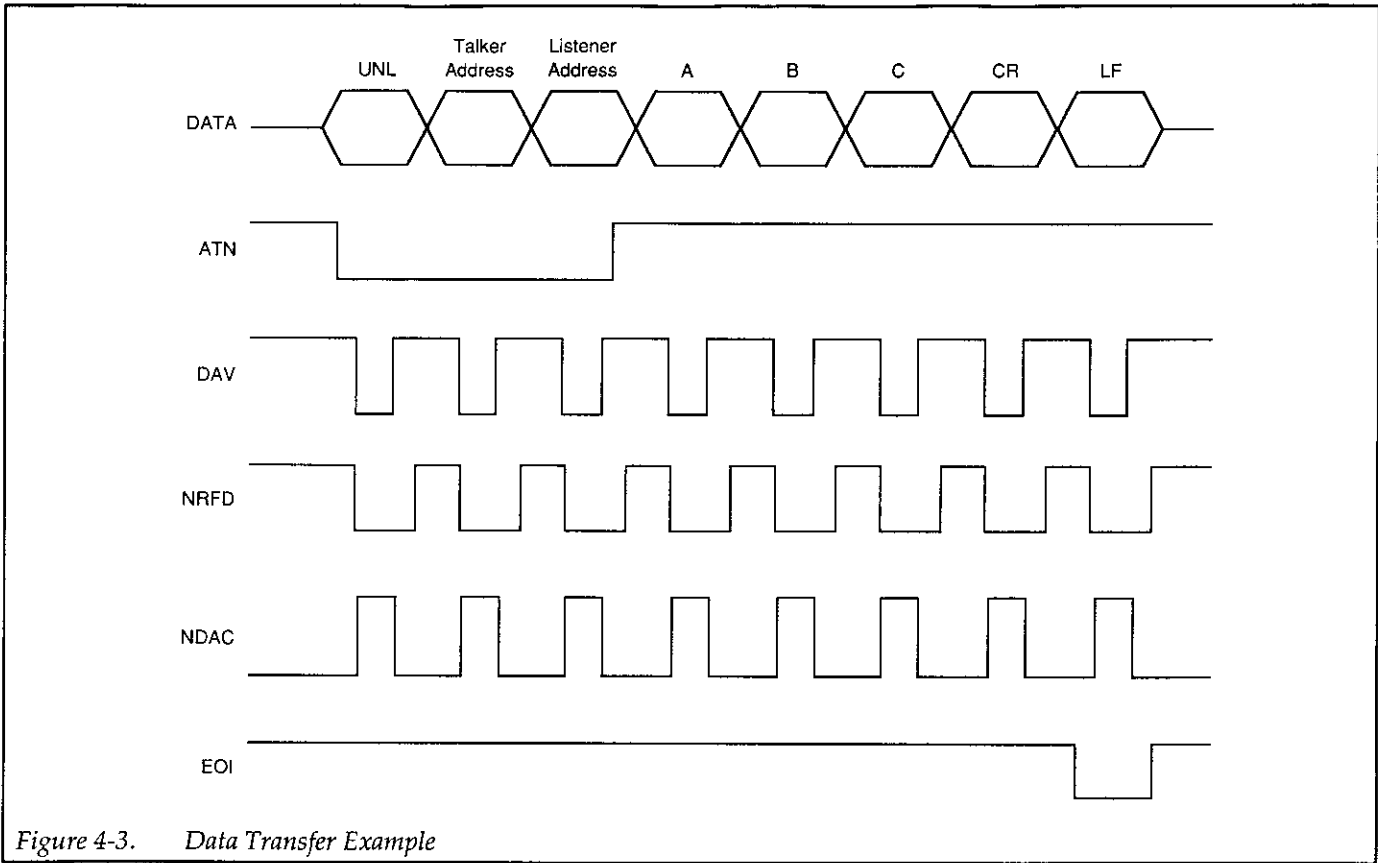 UNL Talker Address Listener Address A B C CR LF
DATA
ATN
DAV
NRFD
NDAC
EOI
Figure 4-3. Data Transfer Example